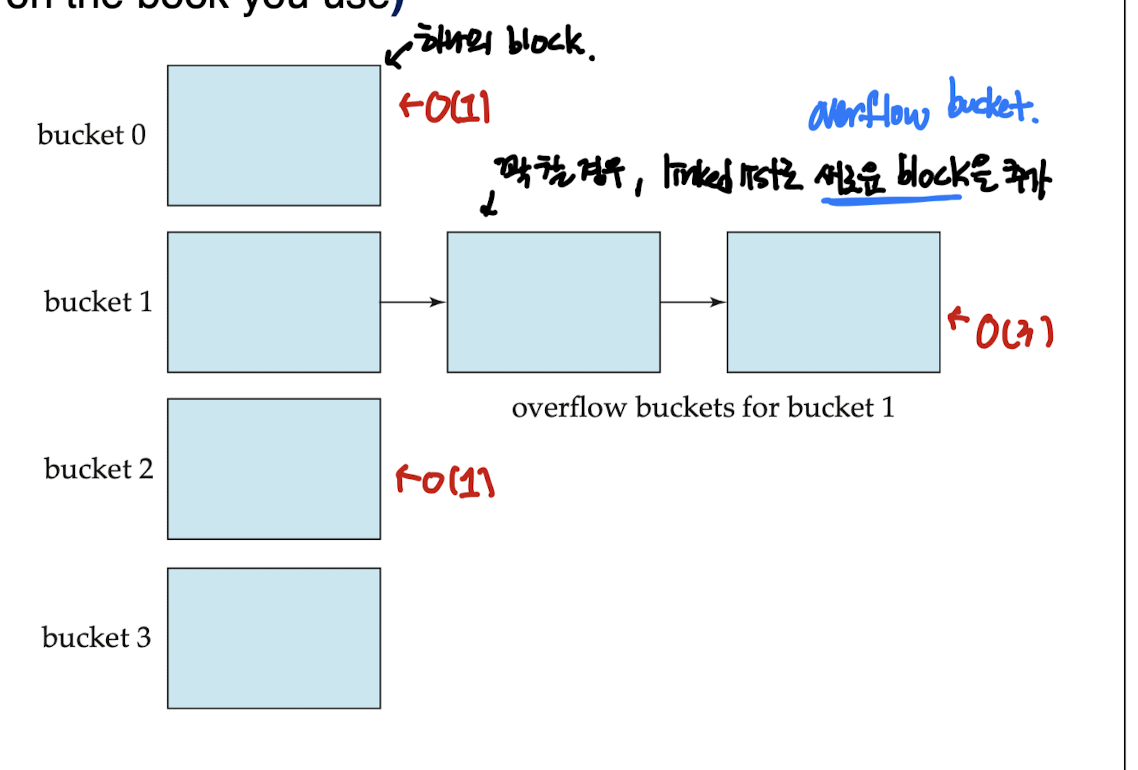 on the book you use)
하나의 block.
bucket 0
←O(1)
overflow bucket.
꽉 찰 경우, linked list로 새로운 block을 추가
bucket 1
←O(3)
overflow buckets for bucket 1
bucket 2
←O(1)
bucket 3